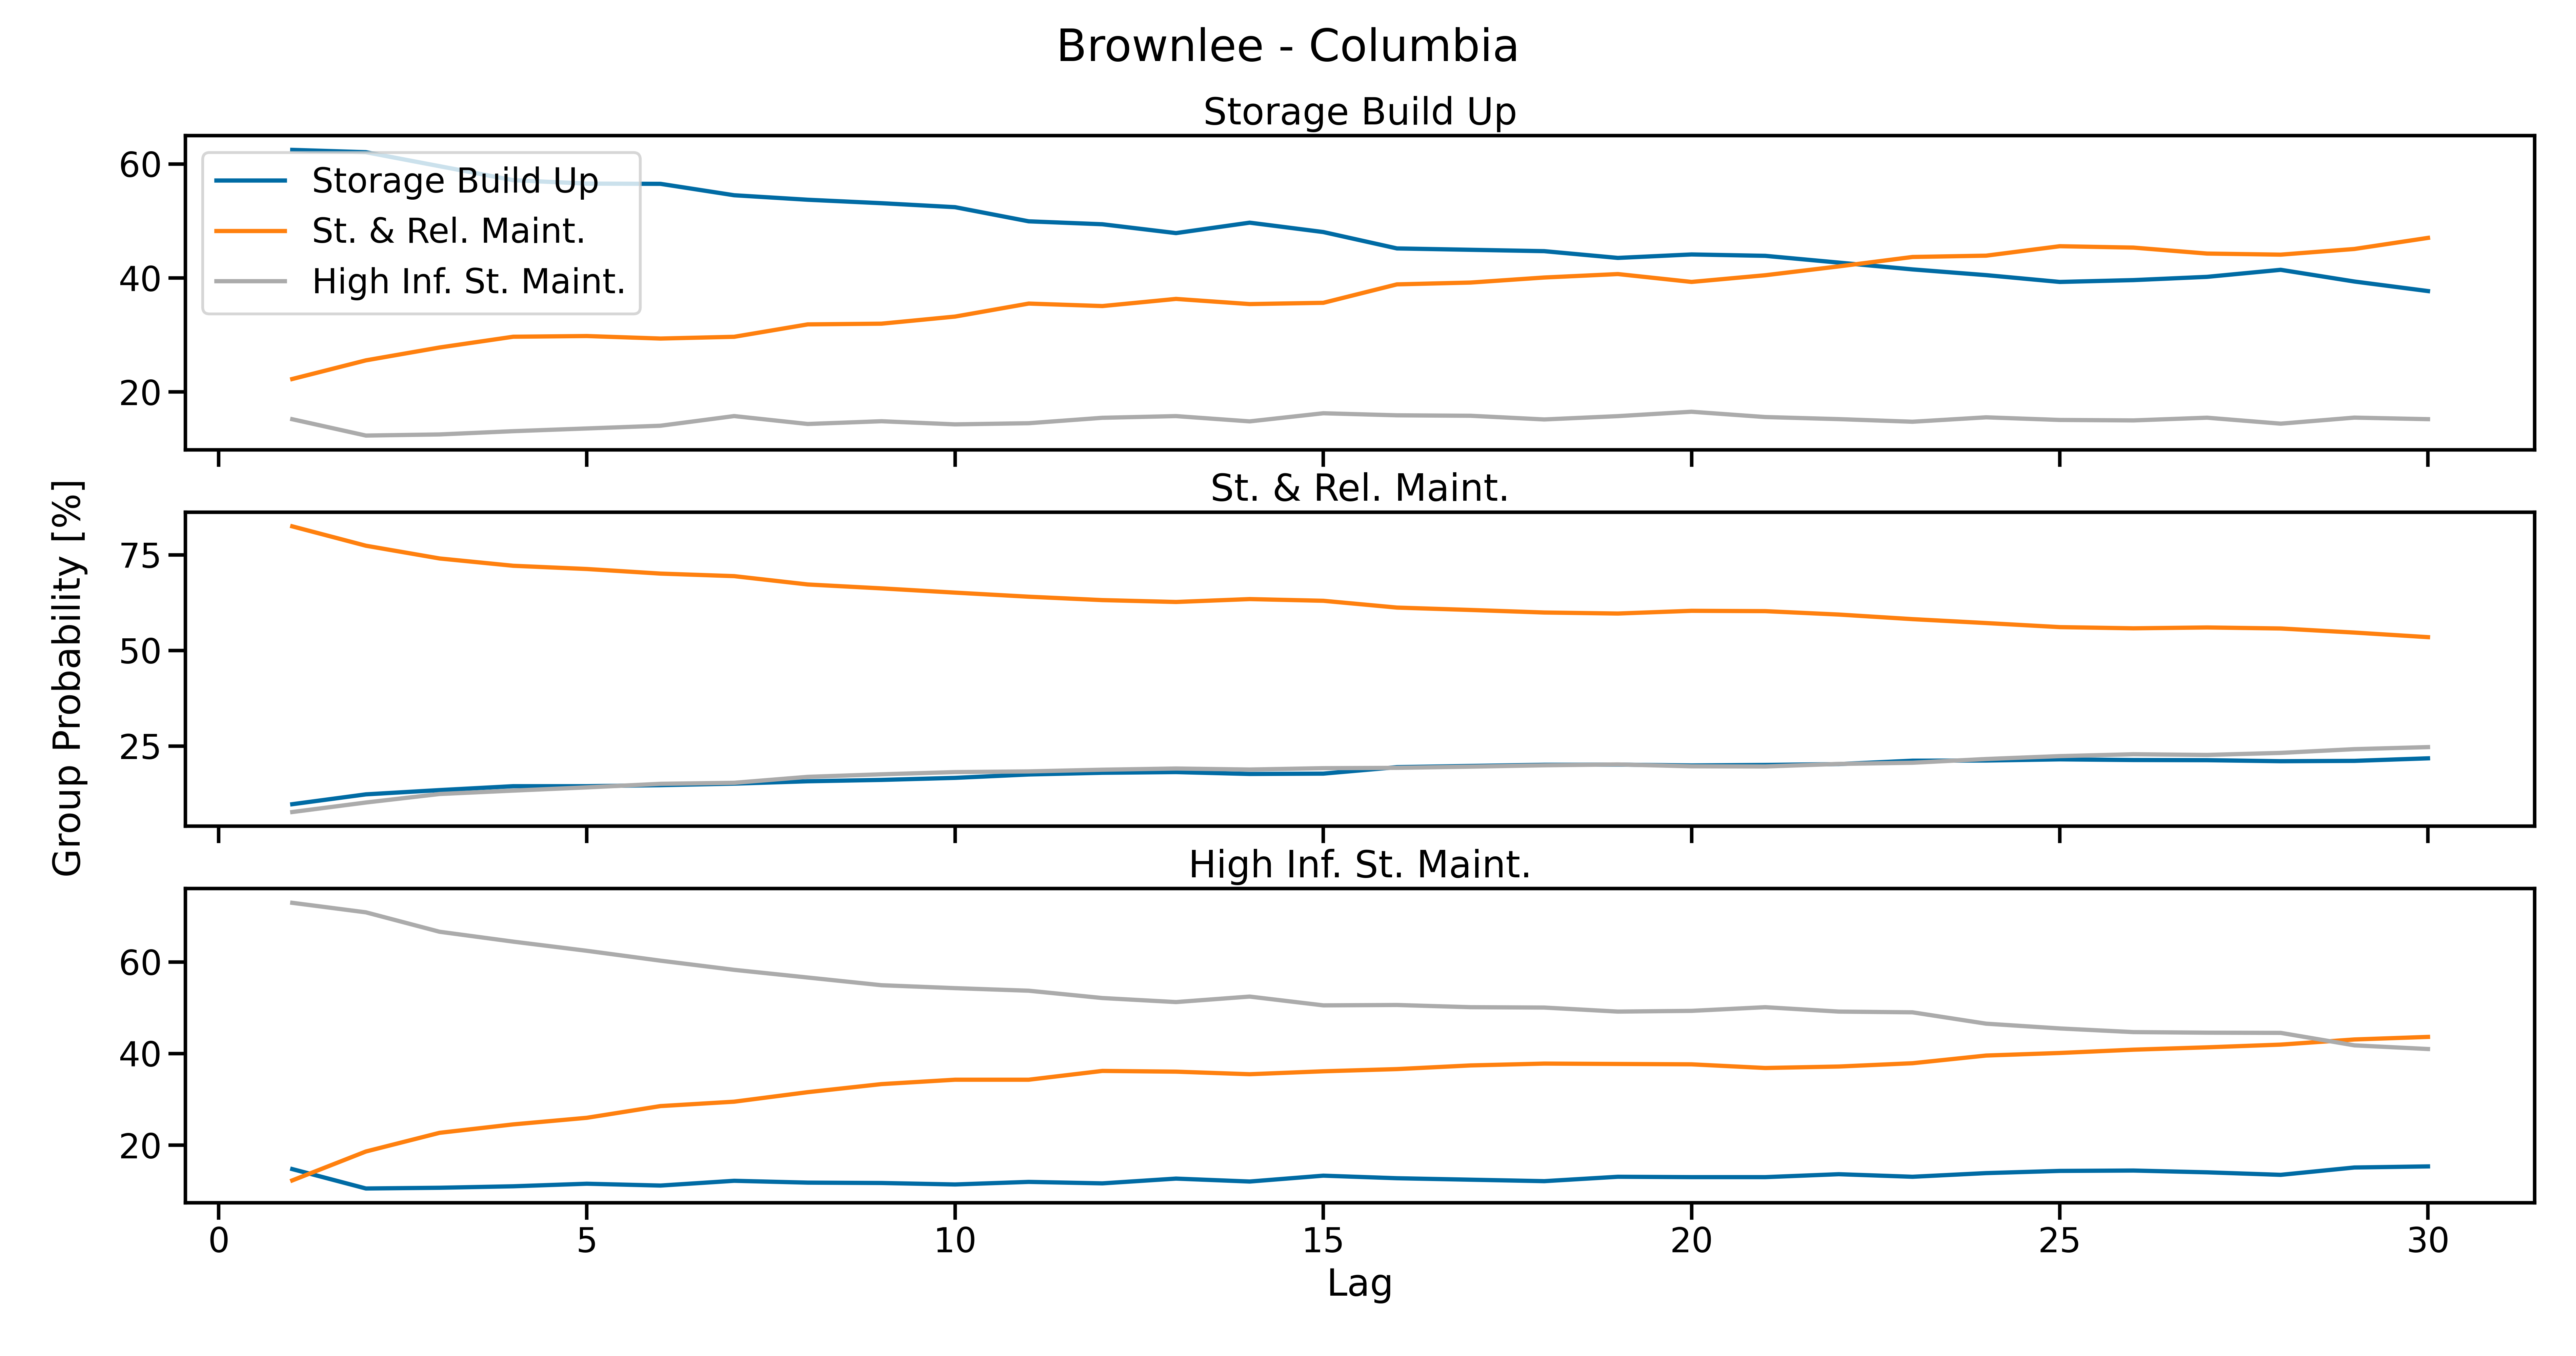 Brownlee - Columbia
Storage Build Up
60
40
20
Storage Build Up
St. & Rel. Maint.
High Inf. St. Maint.
St. & Rel. Maint.
Group Probability [%]
75
50
25
High Inf. St. Maint.
60
40
20
0 5 10 15 20 25 30
Lag